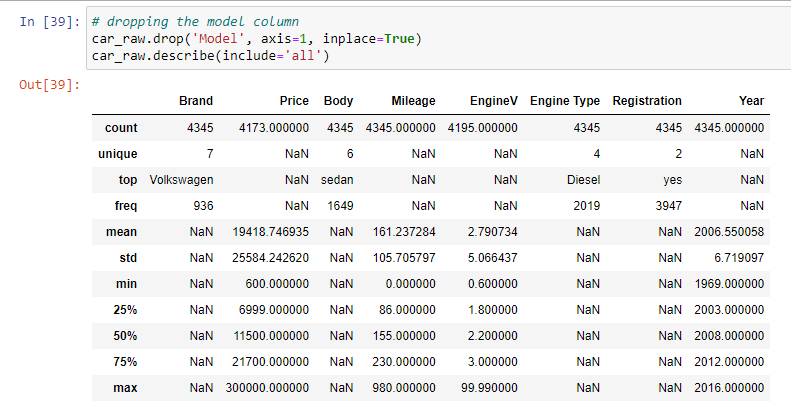 In [39]: # dropping the model column
car_raw.drop('Model', axis=1, inplace=True)
car_raw.describe(include='all')
Out[39]:
Brand Price Body Mileage EngineV Engine Type Registration Year
count 4345 4173.000000 4345 4345.000000 4195.000000 4345 4345 4345.000000
unique 7 NaN 6 NaN NaN 4 2 NaN
top Volkswagen NaN sedan NaN NaN Diesel yes NaN
freq 936 NaN 1649 NaN NaN 2019 3947 NaN
mean NaN 19418.746935 NaN 161.237284 2.790734 NaN NaN 2006.550058
std NaN 25584.242620 NaN 105.705797 5.066437 NaN NaN 6.719097
min NaN 600.000000 NaN 0.000000 0.600000 NaN NaN 1969.000000
25% NaN 6999.000000 NaN 86.000000 1.800000 NaN NaN 2003.000000
50% NaN 11500.000000 NaN 155.000000 2.200000 NaN NaN 2008.000000
75% NaN 21700.000000 NaN 230.000000 3.000000 NaN NaN 2012.000000
max NaN 300000.000000 NaN 980.000000 99.990000 NaN NaN 2016.000000